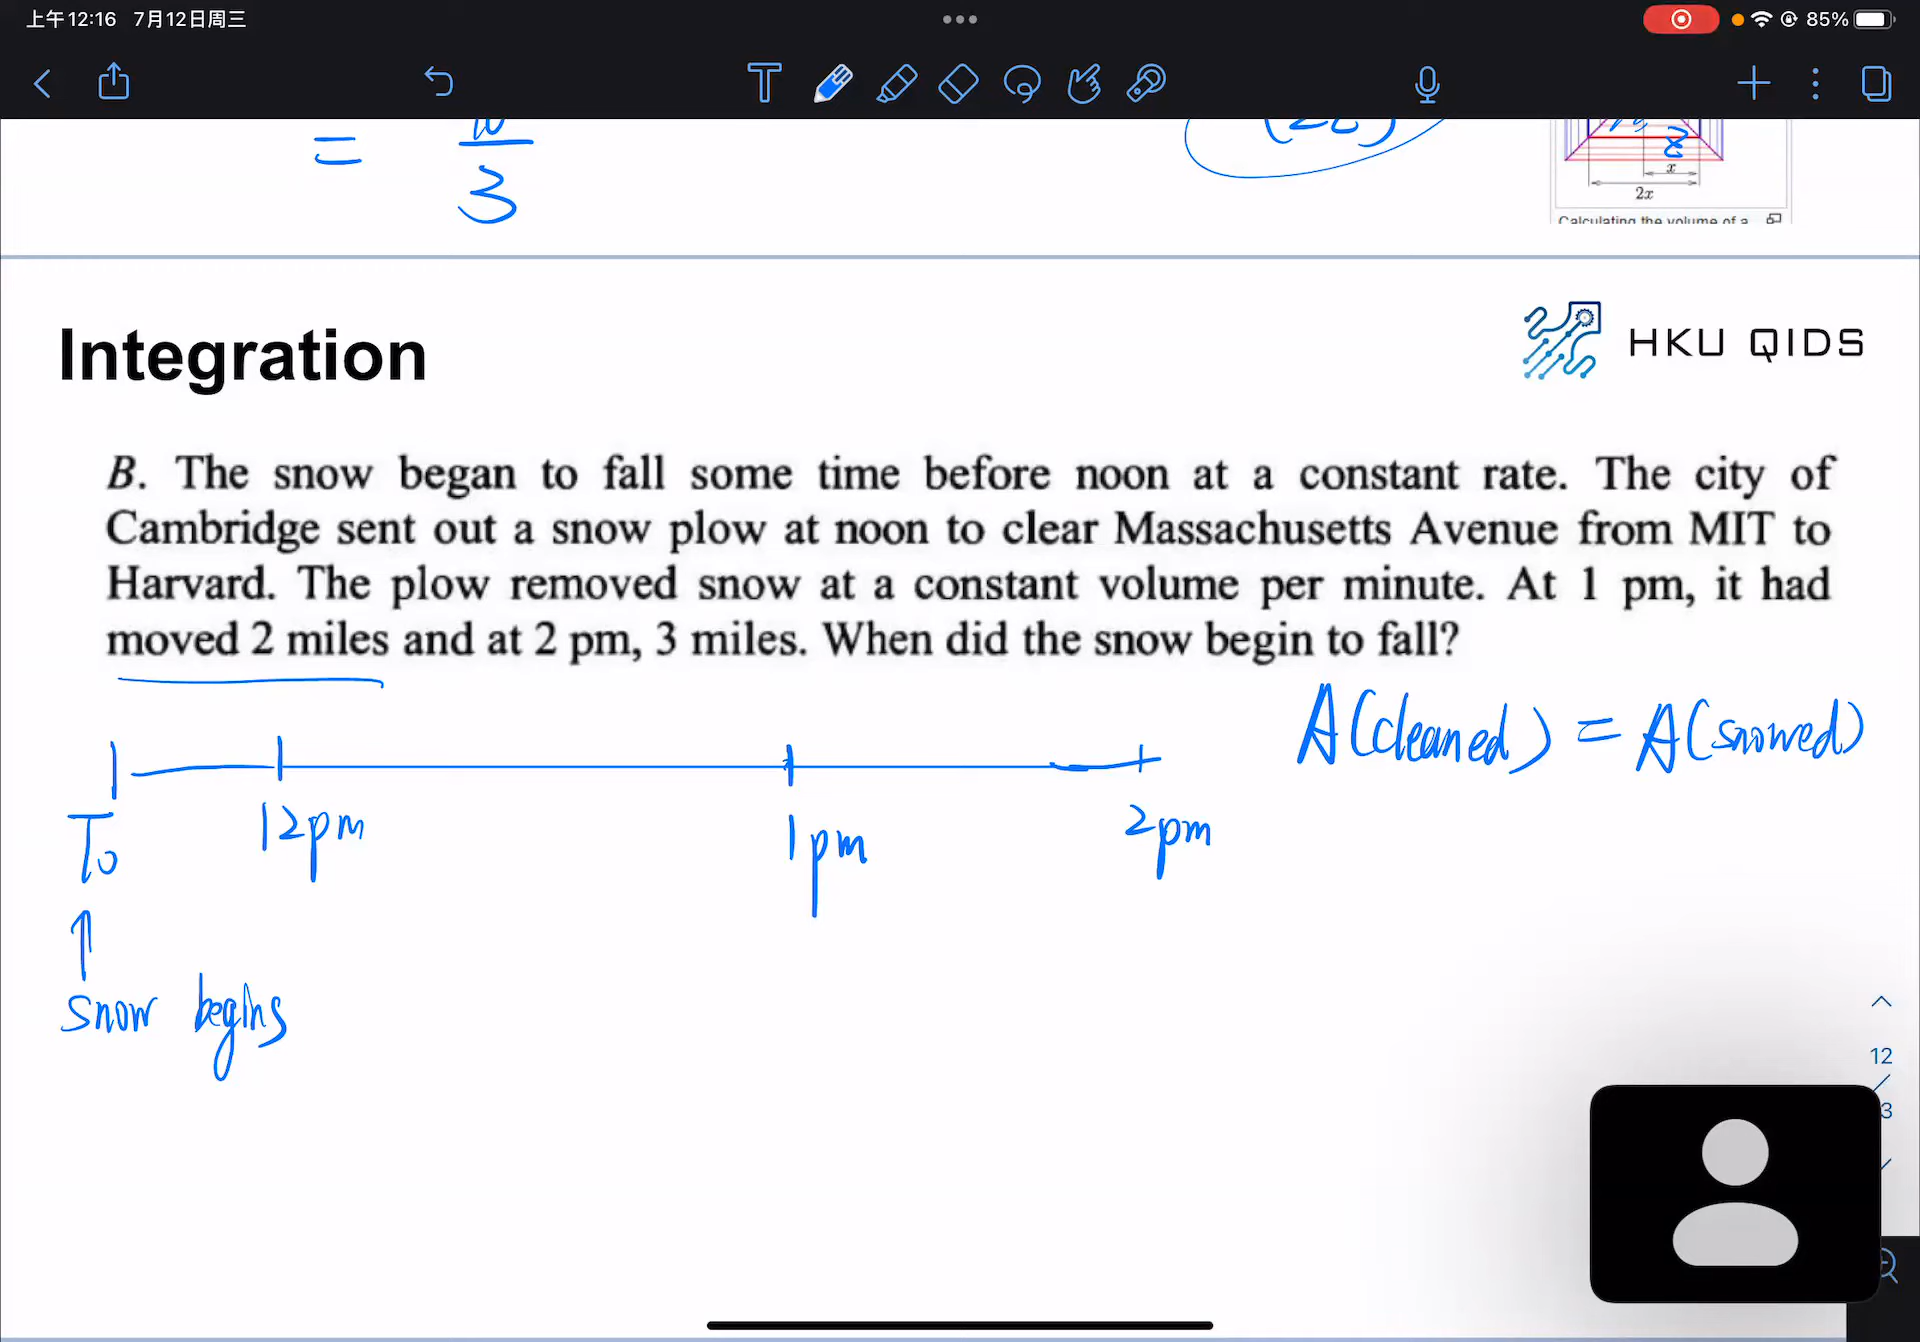 上午12:16 7月12日周三
85%
=
3
x
2x
Calculating the volume of a
Integration
HKU QIDS
B. The snow began to fall some time before noon at a constant rate. The city of
Cambridge sent out a snow plow at noon to clear Massachusetts Avenue from MIT to
Harvard. The plow removed snow at a constant volume per minute. At 1 pm, it had
moved 2 miles and at 2 pm, 3 miles. When did the snow begin to fall?
A(cleaned) = A(snowed)
T0 12pm 1pm 2pm
↑
snow begins
12
3